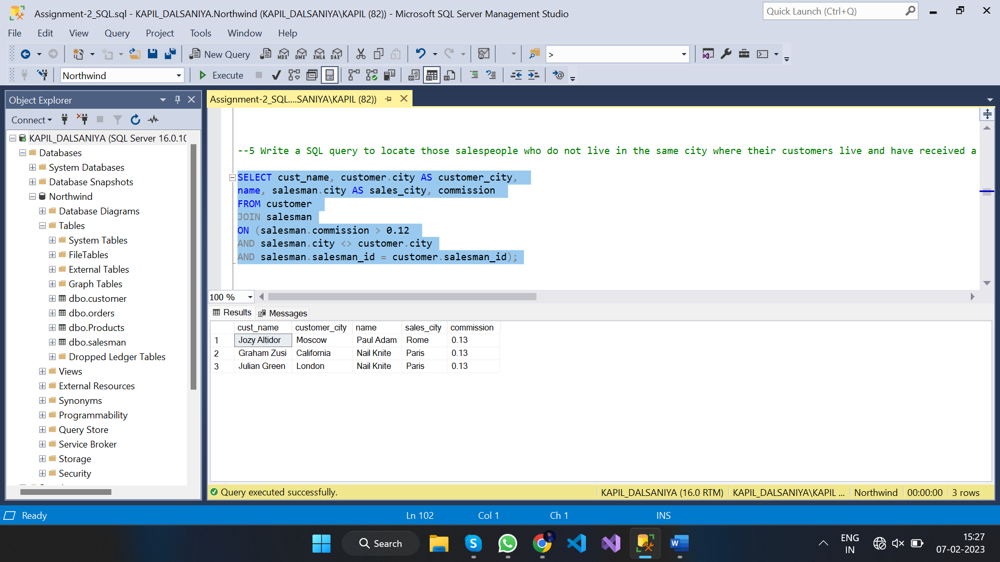 Assignment-2_SQL.sql - KAPIL_DALSANIYA.Northwind (KAPIL_DALSANIYA\KAPIL (82)) - Microsoft SQL Server Management Studio
Quick Launch (Ctrl+Q)
File Edit View Query Project Tools Window Help
New Query MDX DMX XMLA DAX >
Northwind Execute
Object Explorer
Assignment-2_SQL....SANIYA\KAPIL (82))
Connect
KAPIL_DALSANIYA (SQL Server 16.0.10
Databases
System Databases
Database Snapshots
Northwind
Database Diagrams
Tables
System Tables
FileTables
External Tables
Graph Tables
dbo.customer
dbo.orders
dbo.Products
dbo.salesman
Dropped Ledger Tables
Views
External Resources
Synonyms
Programmability
Query Store
Service Broker
Storage
Security
--5 Write a SQL query to locate those salespeople who do not live in the same city where their customers live and have received a
SELECT cust_name, customer.city AS customer_city,
name, salesman.city AS sales_city, commission
FROM customer
JOIN salesman
ON (salesman.commission > 0.12
AND salesman.city <> customer.city
AND salesman.salesman_id = customer.salesman_id);
100 %
Results Messages
cust_name customer_city name sales_city commission
1 Jozy Altidor Moscow Paul Adam Rome 0.13
2 Graham Zusi California Nail Knite Paris 0.13
3 Julian Green London Nail Knite Paris 0.13
Query executed successfully. KAPIL_DALSANIYA (16.0 RTM) KAPIL_DALSANIYA\KAPIL ... Northwind 00:00:00 3 rows
Ready Ln 102 Col 1 Ch 1 INS
Search
ENG
IN
15:27
07-02-2023